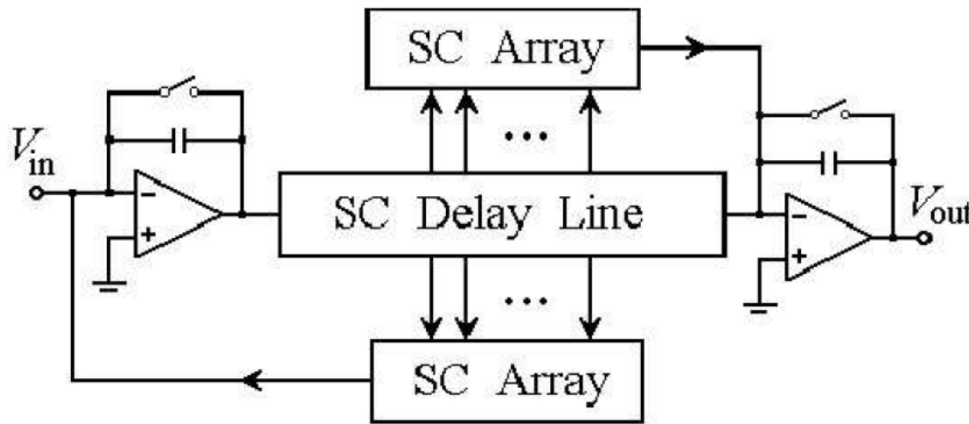 SC Array
V_in
− +
SC Delay Line
− +
V_out
SC Array